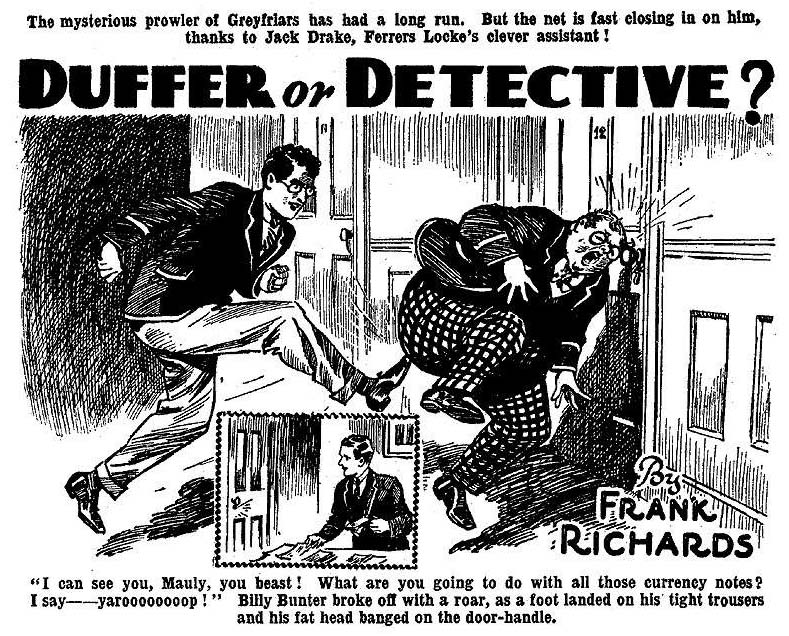 The mysterious prowler of Greyfriars has had a long run. But the net is fast closing in on him,
thanks to Jack Drake, Ferrers Locke's clever assistant!
DUFFER or DETECTIVE?
12
By
FRANK
RICHARDS
"I can see you, Mauly, you beast! What are you going to do with all those currency notes?
I say——yarooooooooop!" Billy Bunter broke off with a roar, as a foot landed on his tight trousers
and his fat head banged on the door-handle.